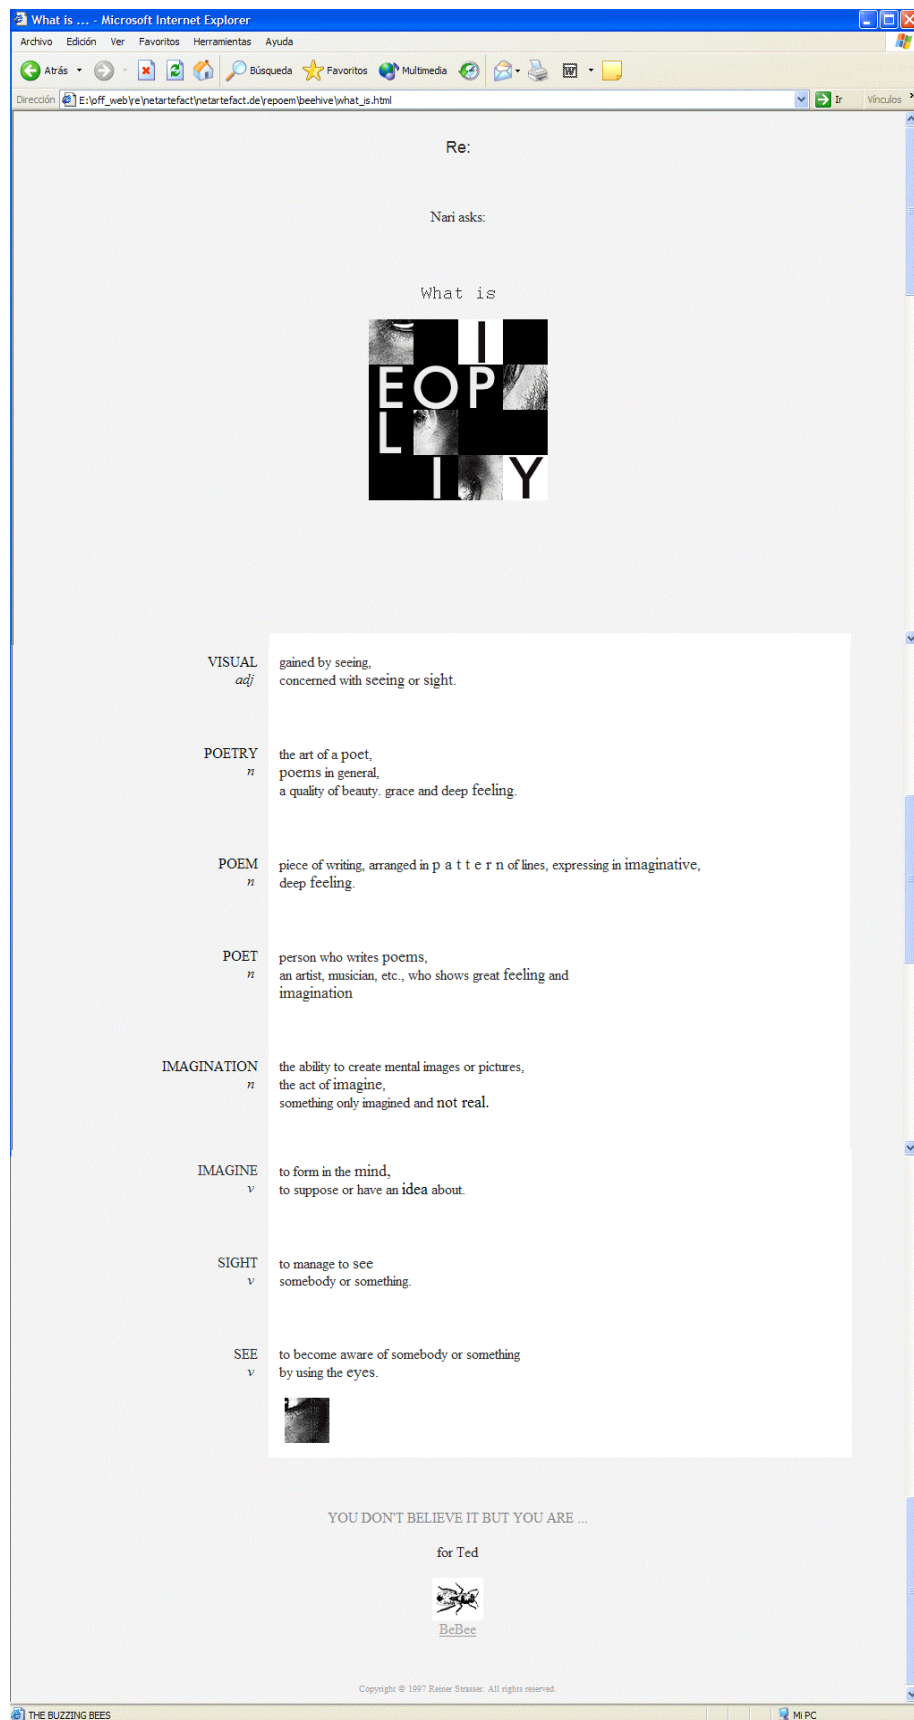 What is ... - Microsoft Internet Explorer
Archivo Edición Ver Favoritos Herramientas Ayuda
Atrás Búsqueda Favoritos Multimedia
Dirección E:\off_web\re\netartefact\netartefact.de\repoem\beehive\what_is.html Ir Vínculos
Re:
Nari asks:
What is
I
EOP
L
I Y
VISUAL gained by seeing,
adj concerned with seeing or sight.
POETRY the art of a poet,
n poems in general,
a quality of beauty. grace and deep feeling.
POEM piece of writing, arranged in p a t t e r n of lines, expressing in imaginative,
n deep feeling.
POET person who writes poems,
n an artist, musician, etc., who shows great feeling and
imagination
IMAGINATION the ability to create mental images or pictures,
n the act of imagine,
something only imagined and not real.
IMAGINE to form in the mind,
v to suppose or have an idea about.
SIGHT to manage to see
v somebody or something.
SEE to become aware of somebody or something
v by using the eyes.
YOU DON'T BELIEVE IT BUT YOU ARE ...
for Ted
BeBee
Copyright © 1997 Reiner Strasser. All rights reserved.
THE BUZZING BEES Mi PC